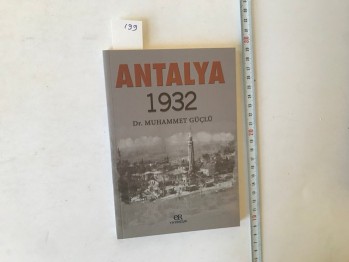 199
ANTALYA
1932
Dr. MUHAMMET GÜÇLÜ